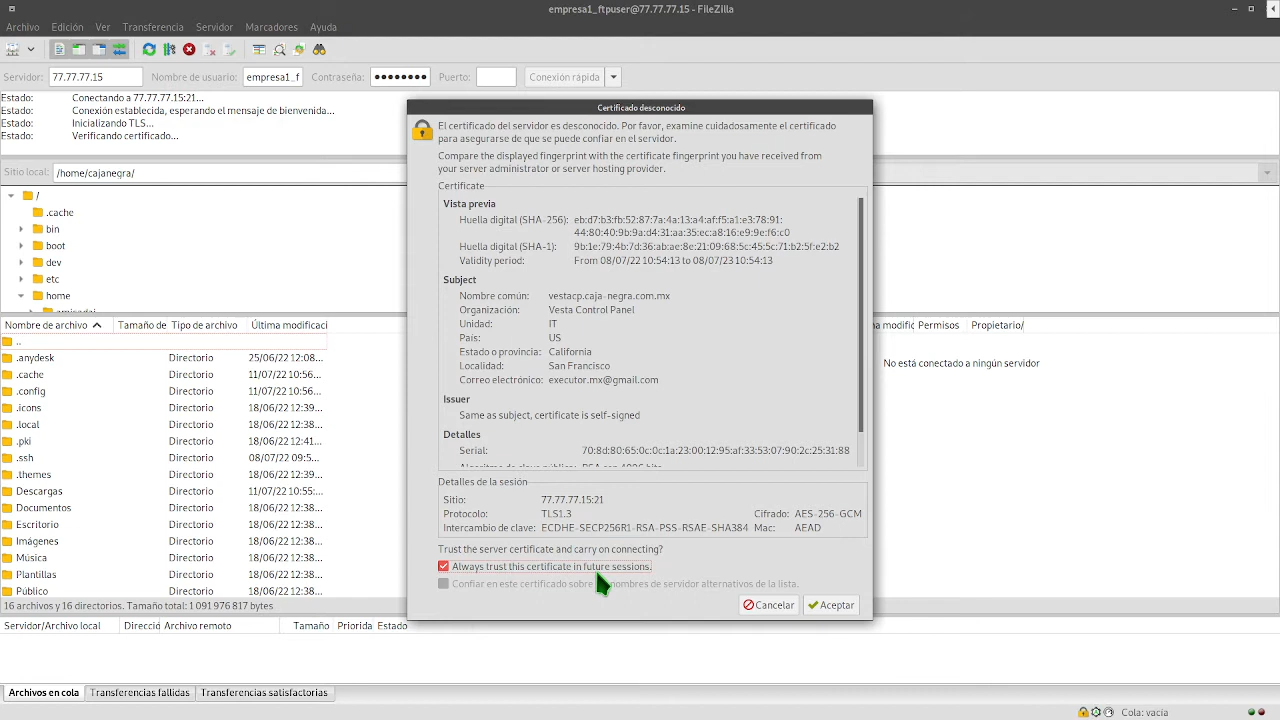 empresa1_ftpuser@77.77.77.15 - FileZilla
Archivo Edición Ver Transferencia Servidor Marcadores Ayuda
Servidor: 77.77.77.15 Nombre de usuario: empresa1_f Contraseña: ●●●●●●●● Puerto: Conexión rápida
Estado: Conectando a 77.77.77.15:21...
Estado: Conexión establecida, esperando el mensaje de bienvenida...
Estado: Inicializando TLS...
Estado: Verificando certificado...
Sitio local: /home/cajanegra/
/
.cache
bin
boot
dev
etc
home
Nombre de archivo Tamaño de Tipo de archivo Última modificaci
..
.anydesk Directorio 25/06/22 12:08...
.cache Directorio 11/07/22 10:56...
.config Directorio 11/07/22 10:56...
.icons Directorio 18/06/22 12:39...
.local Directorio 18/06/22 12:38...
.pki Directorio 18/06/22 12:41...
.ssh Directorio 08/07/22 09:5...
.themes Directorio 18/06/22 12:39...
Descargas Directorio 11/07/22 10:55...
Documentos Directorio 18/06/22 12:38...
Escritorio Directorio 18/06/22 12:39...
Imágenes Directorio 18/06/22 12:38...
Música Directorio 18/06/22 12:38...
Plantillas Directorio 18/06/22 12:38...
Público Directorio 18/06/22 12:38...
16 archivos y 16 directorios. Tamaño total: 1 091 976 817 bytes
Certificado desconocido
El certificado del servidor es desconocido. Por favor, examine cuidadosamente el certificado
para asegurarse de que se puede confiar en el servidor.
Compare the displayed fingerprint with the certificate fingerprint you have received from
your server administrator or server hosting provider.
Certificate
Vista previa
Huella digital (SHA-256): eb:d7:b3:fb:52:87:7a:4a:13:a4:af:f5:a1:e3:78:91:
44:80:40:9b:9a:d4:31:aa:35:ec:a8:16:e9:9e:f6:c0
Huella digital (SHA-1): 9b:1e:79:4b:7d:36:ab:ae:8e:21:09:68:5c:45:5c:71:b2:5f:e2:b2
Validity period: From 08/07/22 10:54:13 to 08/07/23 10:54:13
Subject
Nombre común: vestacp.caja-negra.com.mx
Organización: Vesta Control Panel
Unidad: IT
País: US
Estado o provincia: California
Localidad: San Francisco
Correo electrónico: executor.mx@gmail.com
Issuer
Same as subject, certificate is self-signed
Detalles
Serial: 70:8d:80:65:0c:0c:1a:23:00:12:95:af:33:53:07:90:2c:25:31:88
Detalles de la sesión
Sitio: 77.77.77.15:21
Protocolo: TLS1.3 Cifrado: AES-256-GCM
Intercambio de clave: ECDHE-SECP256R1-RSA-PSS-RSAE-SHA384 Mac: AEAD
Trust the server certificate and carry on connecting?
Always trust this certificate in future sessions.
Confiar en este certificado sobre nombres de servidor alternativos de la lista.
Cancelar Aceptar
Permisos Propietario/
No está conectado a ningún servidor
Servidor/Archivo local Direcció Archivo remoto Tamaño Priorida Estado
Archivos en cola Transferencias fallidas Transferencias satisfactorias
Cola: vacía